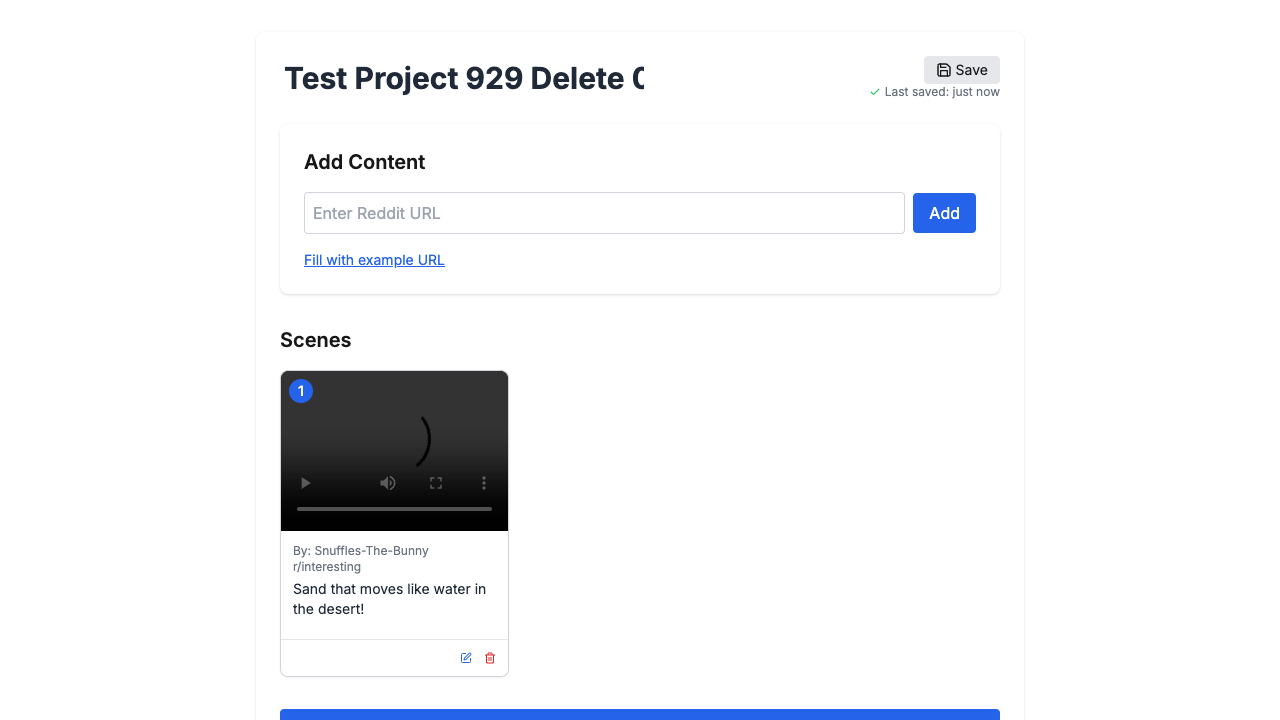 Test Project 929 Delete
Save
Last saved: just now
Add Content
Enter Reddit URL
Add
Fill with example URL
Scenes
1
By: Snuffles-The-Bunny
r/interesting
Sand that moves like water in
the desert!